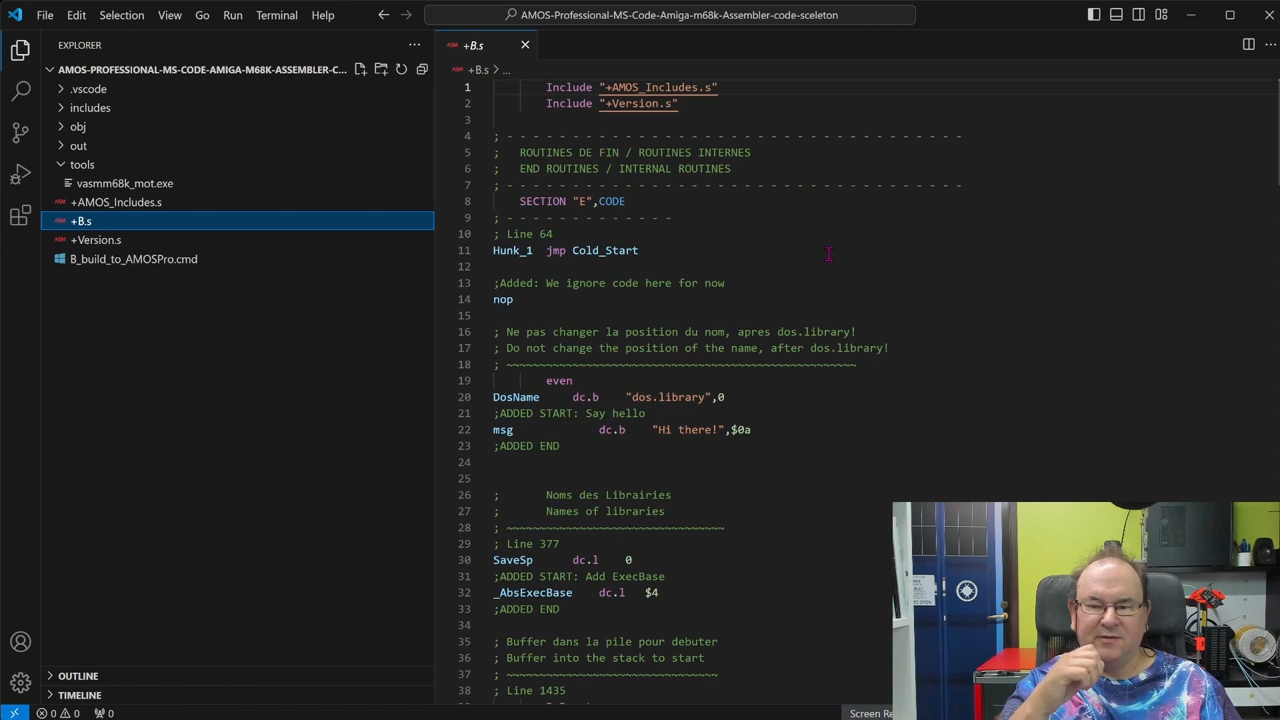 File Edit Selection View Go Run Terminal Help
AMOS-Professional-MS-Code-Amiga-m68k-Assembler-code-sceleton
EXPLORER
AMOS-PROFESSIONAL-MS-CODE-AMIGA-M68K-ASSEMBLER-C...
.vscode
includes
obj
out
tools
vasmm68k_mot.exe
ASM +AMOS_Includes.s
ASM +B.s
ASM +Version.s
B_build_to_AMOSPro.cmd
OUTLINE
TIMELINE
0 0 0
ASM +B.s
ASM +B.s > ...
1 Include "+AMOS_Includes.s"
2 Include "+Version.s"
3
4 ; - - - - - - - - - - - - - - - - - - - - - - - - - - - - - - - - - - -
5 ; ROUTINES DE FIN / ROUTINES INTERNES
6 ; END ROUTINES / INTERNAL ROUTINES
7 ; - - - - - - - - - - - - - - - - - - - - - - - - - - - - - - - - - - -
8 SECTION "E",CODE
9 ; - - - - - - - - - - - - -
10 ; Line 64
11 Hunk_1 jmp Cold_Start
12
13 ;Added: We ignore code here for now
14 nop
15
16 ; Ne pas changer la position du nom, apres dos.library!
17 ; Do not change the position of the name, after dos.library!
18 ; ~~~~~~~~~~~~~~~~~~~~~~~~~~~~~~~~~~~~~~~~~~~~~~~~~~~~~
19 even
20 DosName dc.b "dos.library",0
21 ;ADDED START: Say hello
22 msg dc.b "Hi there!",$0a
23 ;ADDED END
24
25
26 ; Noms des Librairies
27 ; Names of libraries
28 ; ~~~~~~~~~~~~~~~~~~~~~~~~~~~~~~~~~
29 ; Line 377
30 SaveSp dc.l 0
31 ;ADDED START: Add ExecBase
32 _AbsExecBase dc.l $4
33 ;ADDED END
34
35 ; Buffer dans la pile pour debuter
36 ; Buffer into the stack to start
37 ; ~~~~~~~~~~~~~~~~~~~~~~~~~~~~~~~~
38 ; Line 1435
Screen Re